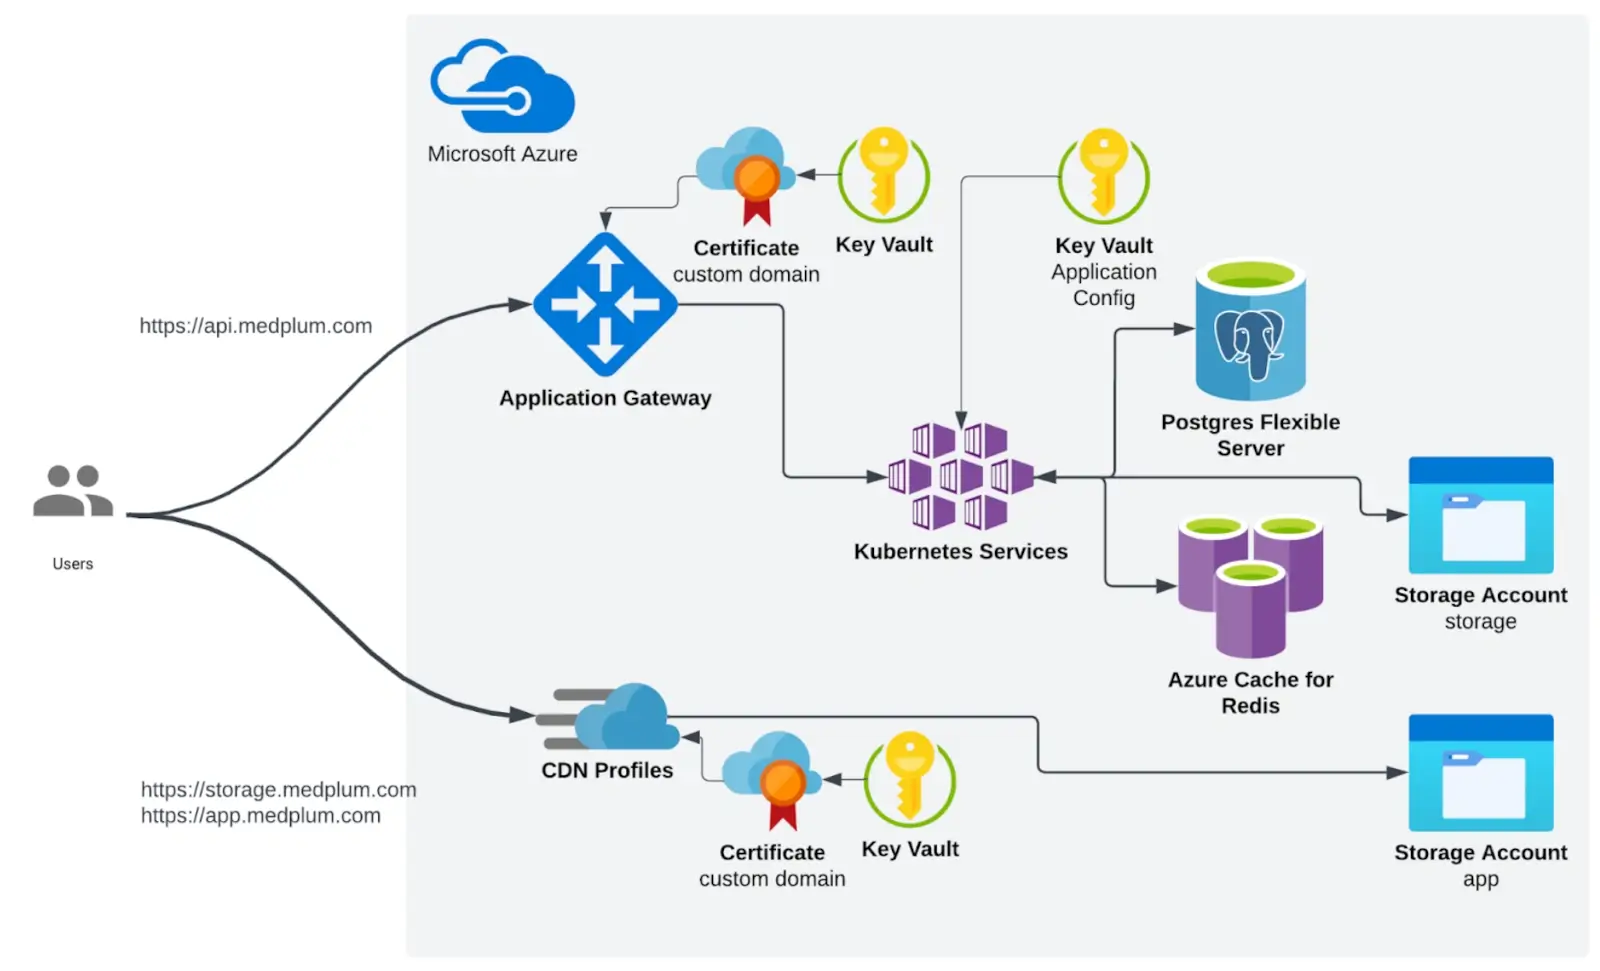 Microsoft Azure
Certificate
custom domain
Key Vault
Key Vault
Application
Config
https://api.medplum.com
Application Gateway
Postgres Flexible
Server
Users
Kubernetes Services
Storage Account
storage
Azure Cache for
Redis
CDN Profiles
https://storage.medplum.com
https://app.medplum.com
Certificate
custom domain
Key Vault
Storage Account
app